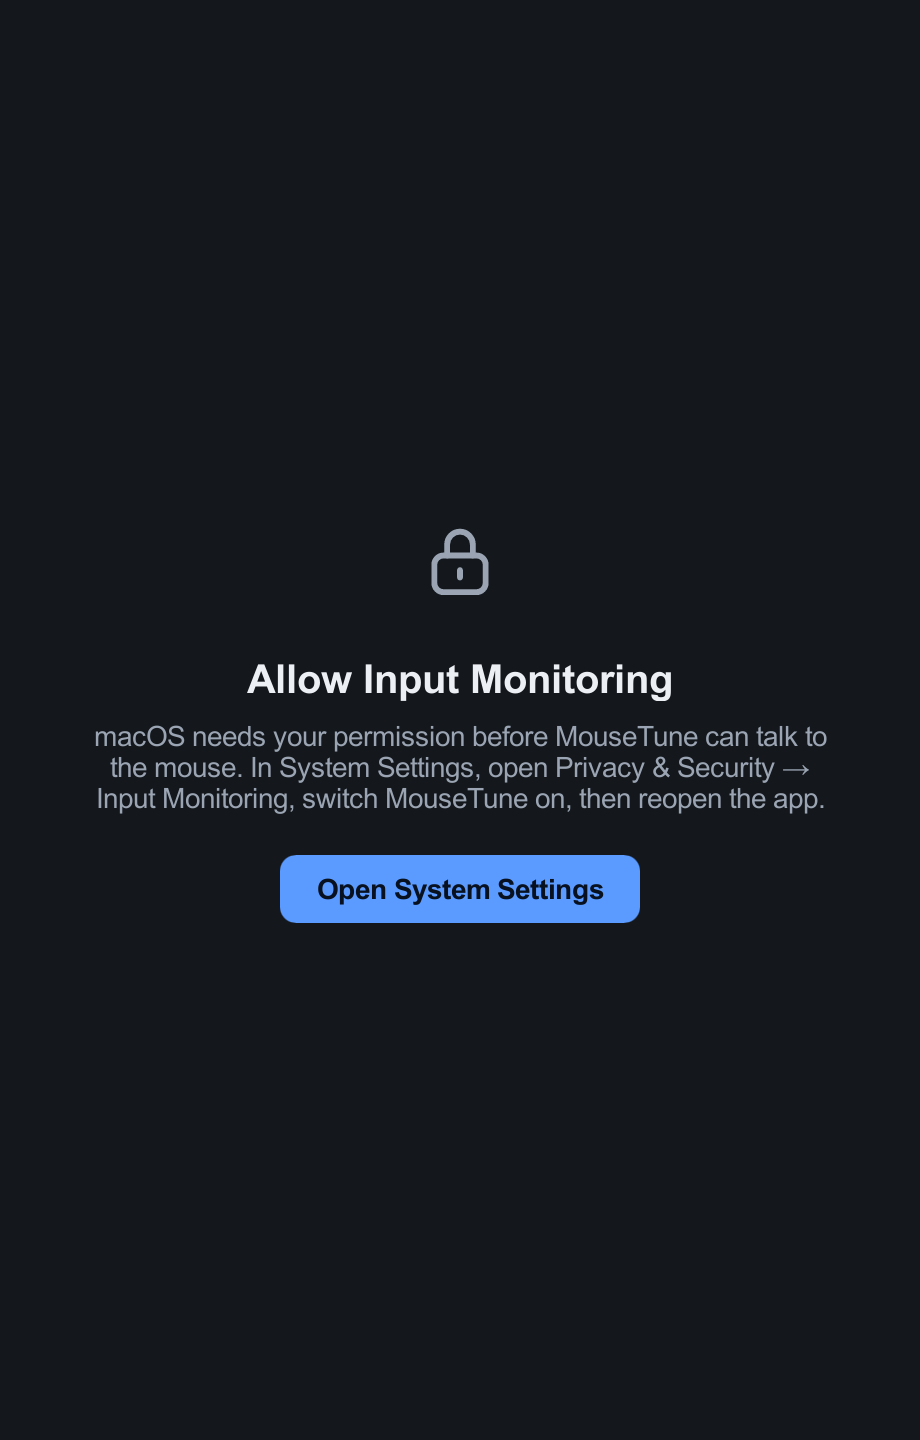 Allow Input Monitoring
macOS needs your permission before MouseTune can talk to
the mouse. In System Settings, open Privacy & Security →
Input Monitoring, switch MouseTune on, then reopen the app.
Open System Settings